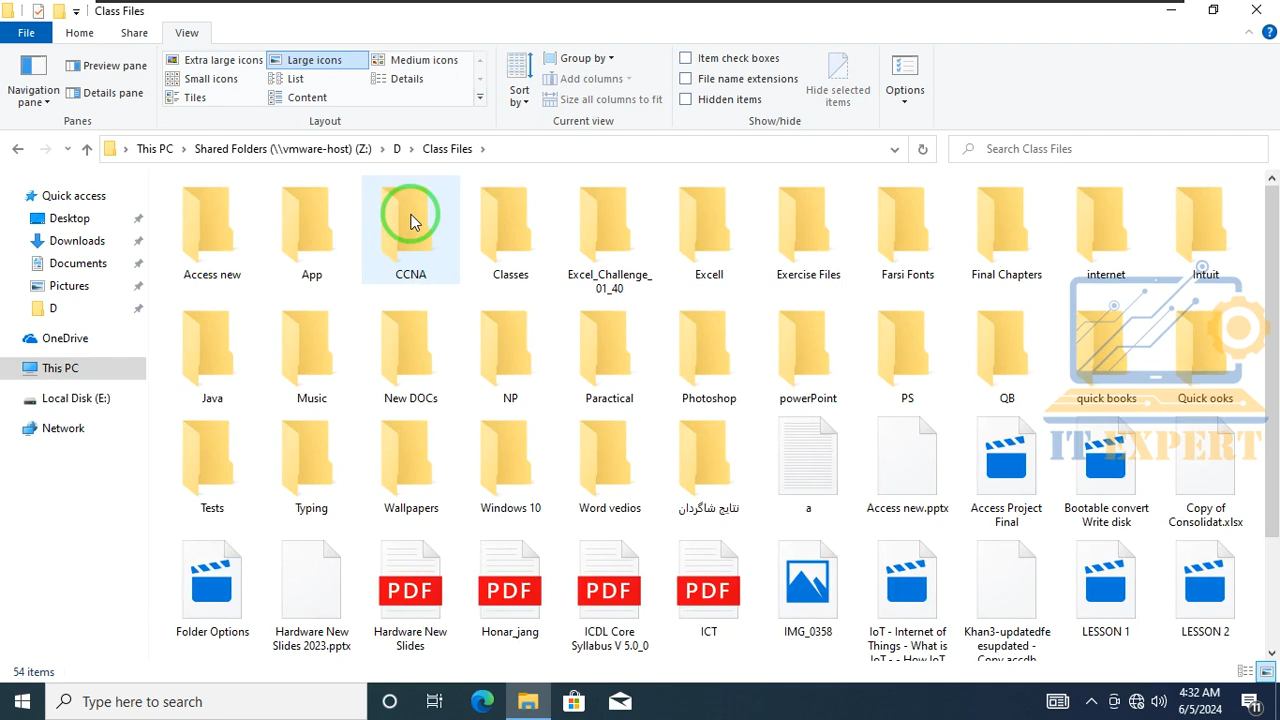 Class Files
File
Home
Share
View
Navigation
pane
Preview pane
Details pane
Panes
Extra large icons
Large icons
Medium icons
Small icons
List
Details
Tiles
Content
Layout
Sort
by
Group by
Add columns
Size all columns to fit
Current view
Item check boxes
File name extensions
Hidden items
Hide selected
items
Show/hide
Options
This PC
Shared Folders (\\vmware-host) (Z:)
D
Class Files
Search Class Files
Quick access
Desktop
Downloads
Documents
Pictures
D
OneDrive
This PC
Local Disk (E:)
Network
Access new
App
CCNA
Classes
Excel_Challenge_
01_40
Excell
Exercise Files
Farsi Fonts
Final Chapters
internet
Intuit
Java
Music
New DOCs
NP
Paractical
Photoshop
powerPoint
PS
QB
quick books
Quick ooks
IT EXPERT
Tests
Typing
Wallpapers
Windows 10
Word vedios
نتایج شاگردان
a
Access new.pptx
Access Project
Final
Bootable convert
Write disk
Copy of
Consolidat.xlsx
Folder Options
Hardware New
Slides 2023.pptx
Hardware New
Slides
Honar_jang
ICDL Core
Syllabus V 5.0_0
ICT
IMG_0358
IoT - Internet of
Things - What is
IoT - - How IoT
Khan3-updatedfe
esupdated -
Copy.accdb
LESSON 1
LESSON 2
PDF
PDF
PDF
PDF
54 items
Type here to search
4:32 AM
6/5/2024
11